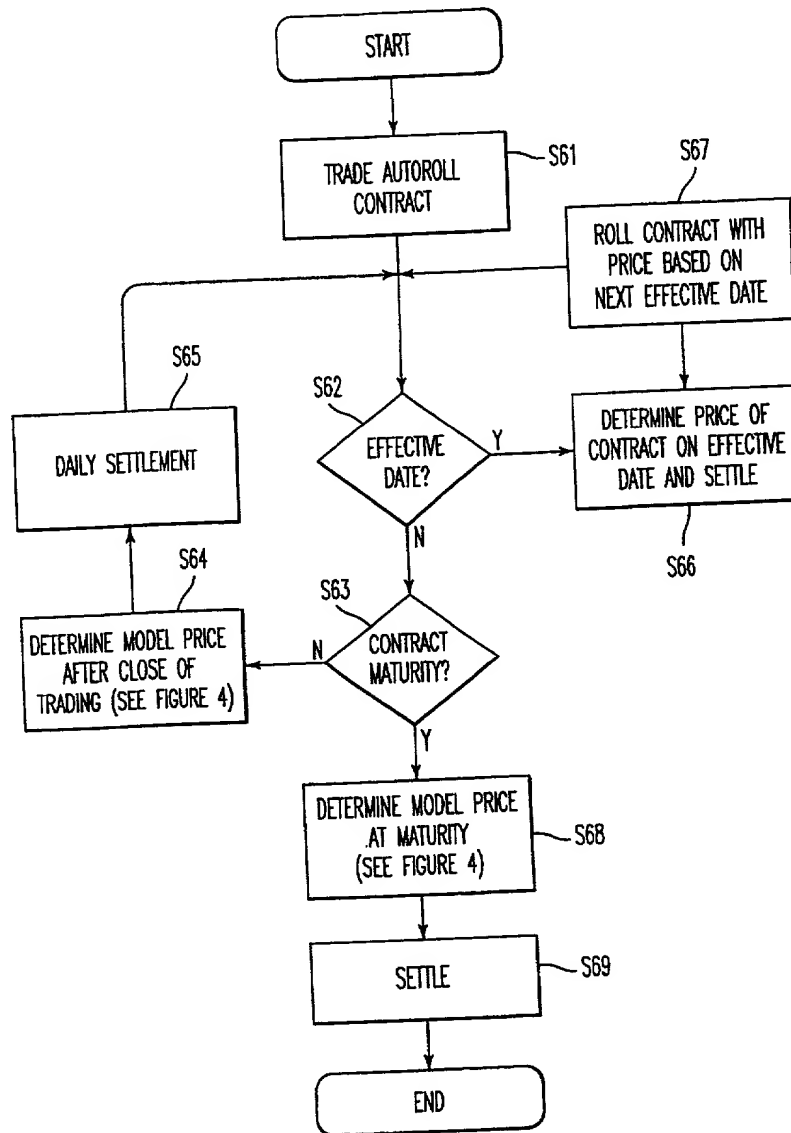 START
S61
TRADE AUTOROLL
CONTRACT
S67
ROLL CONTRACT WITH
PRICE BASED ON
NEXT EFFECTIVE DATE
S65
DAILY SETTLEMENT
S62
EFFECTIVE
DATE?
Y
N
DETERMINE PRICE OF
CONTRACT ON EFFECTIVE
DATE AND SETTLE
S66
S64
DETERMINE MODEL PRICE
AFTER CLOSE OF
TRADING (SEE FIGURE 4)
S63
CONTRACT
MATURITY?
N
Y
DETERMINE MODEL PRICE
AT MATURITY
(SEE FIGURE 4)
S68
SETTLE
S69
END